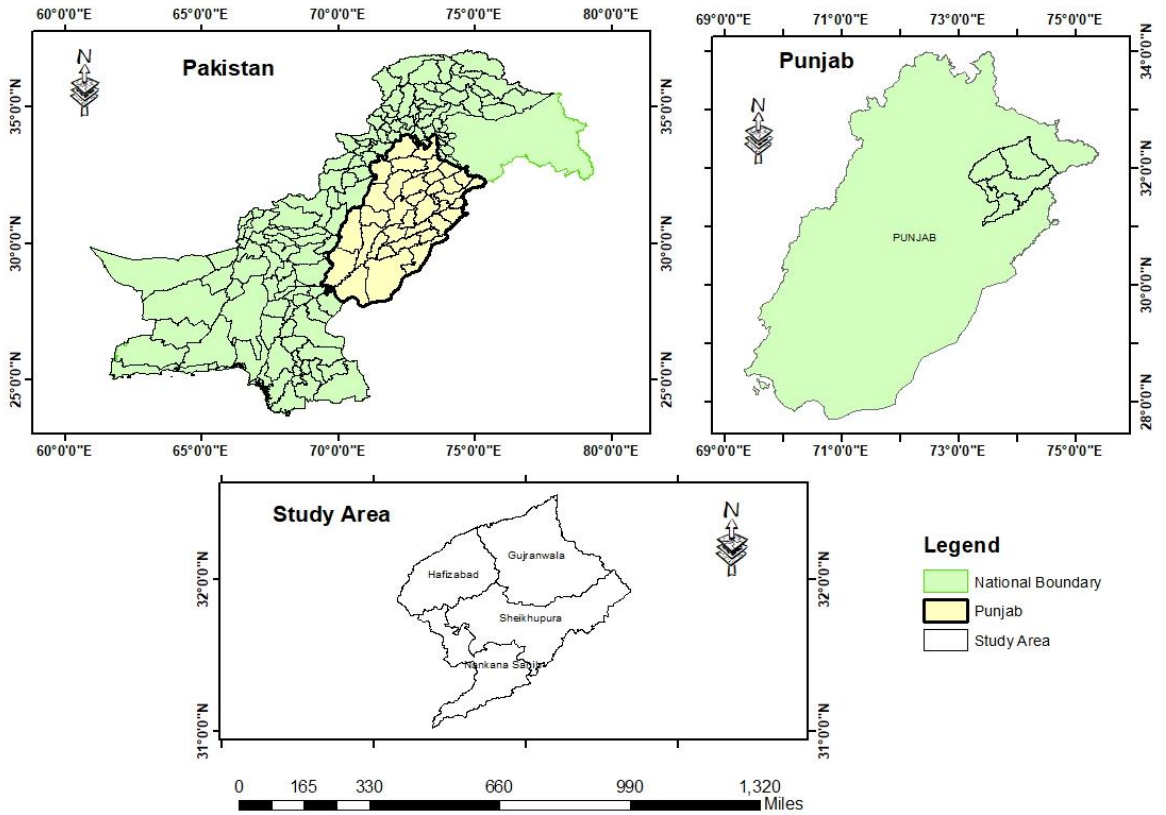 60°0'0"E 65°0'0"E 70°0'0"E 75°0'0"E 80°0'0"E
N
Pakistan
35°0'0"N
30°0'0"N
25°0'0"N
35°0'0"N
30°0'0"N
25°0'0"N
60°0'0"E 65°0'0"E 70°0'0"E 75°0'0"E 80°0'0"E
69°0'0"E 71°0'0"E 73°0'0"E 75°0'0"E
Punjab
N
PUNJAB
34°0'0"N
32°0'0"N
30°0'0"N
28°0'0"N
69°0'0"E 71°0'0"E 73°0'0"E 75°0'0"E
Study Area
N
32°0'0"N
31°0'0"N
Gujranwala
Hafizabad
Sheikhupura
Nankana Sahib
32°0'0"N
31°0'0"N
Legend
National Boundary
Punjab
Study Area
0 165 330 660 990 1,320
Miles